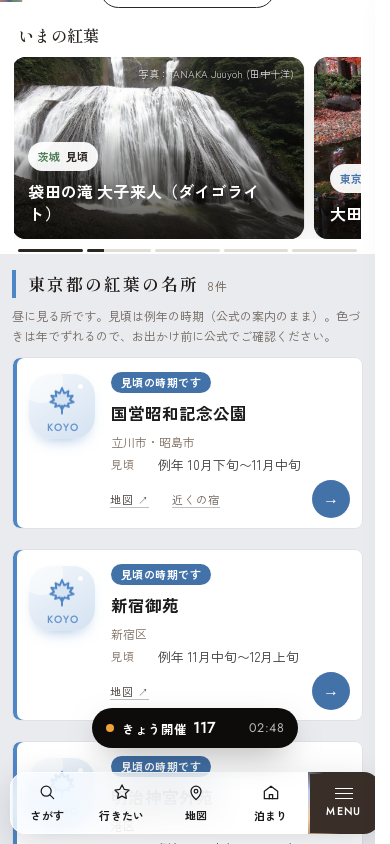 いまの紅葉
写真：TANAKA Juuyoh (田中十洋)
茨城 見頃
袋田の滝 大子来人（ダイゴライ
ト）
東京
大田
東京都の紅葉の名所 8件
昼に見る所です。見頃は例年の時期（公式の案内のまま）。色づ
きは年でずれるので、お出かけ前に公式でご確認ください。
見頃の時期です
国営昭和記念公園
KOYO
立川市・昭島市
見頃 例年 10月下旬〜11月中旬
地図 ↗ 近くの宿
→
見頃の時期です
新宿御苑
KOYO
新宿区
見頃 例年 11月中旬〜12月上旬
地図 ↗
→
きょう開催 117 02:48
見頃の時期です
明治神宮外苑
さがす 行きたい 地図 泊まり MENU